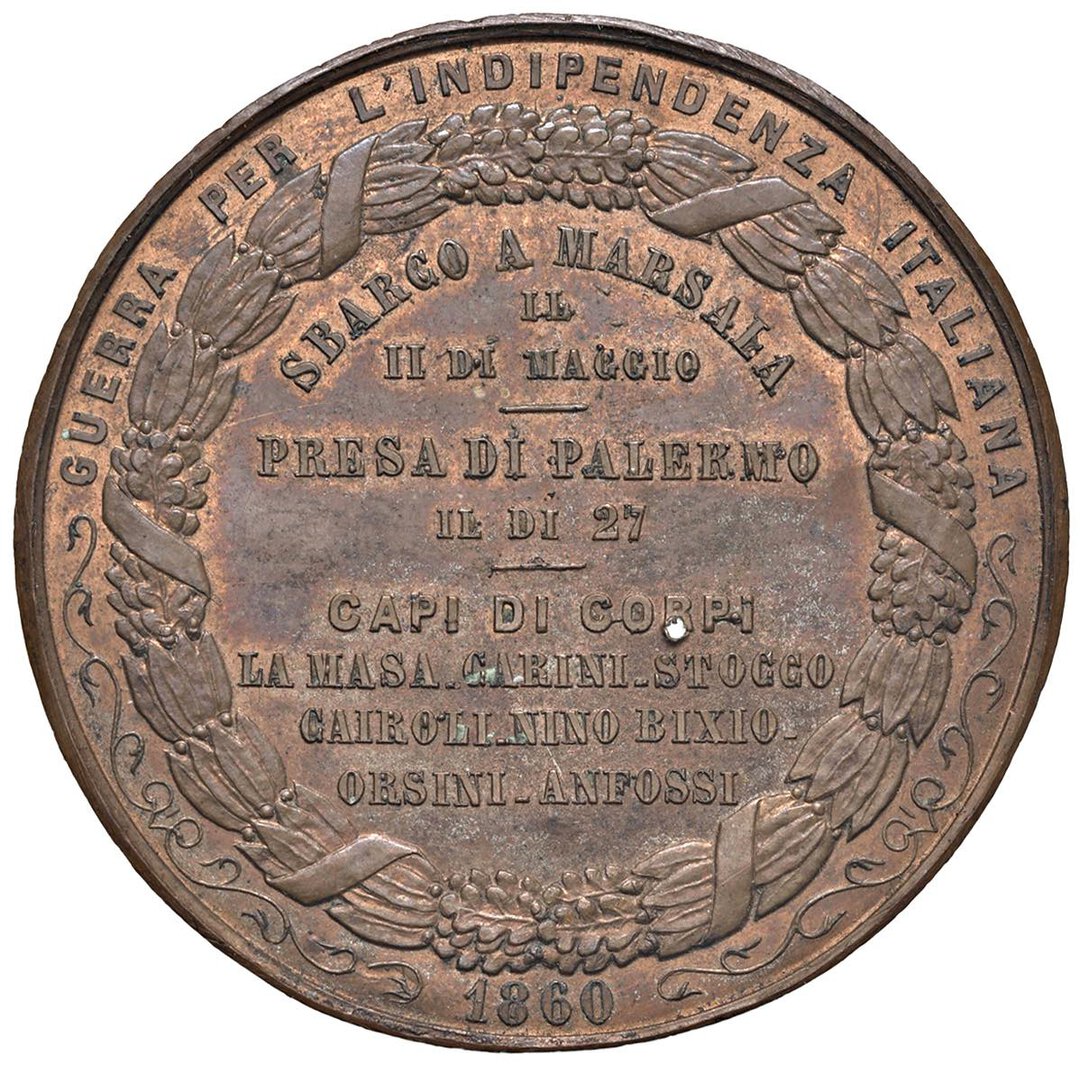 GUERRA PER L'INDIPENDENZA ITALIANA
SBARCO A MARSALA
IL
II DI MAGGIO
PRESA DI PALERMO
IL DI 27
CAPI DI CORPI
LA MASA-CARINI-STOCCO
CAIROLI-NINO BIXIO-
ORSINI-ANFOSSI
1860